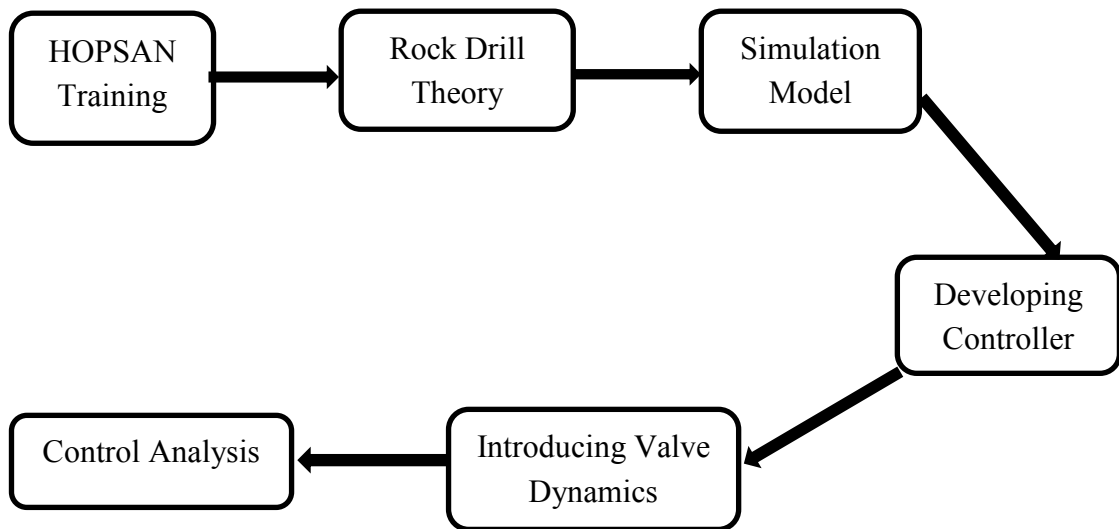 HOPSAN
Training
Rock Drill
Theory
Simulation
Model
Developing
Controller
Introducing Valve
Dynamics
Control Analysis